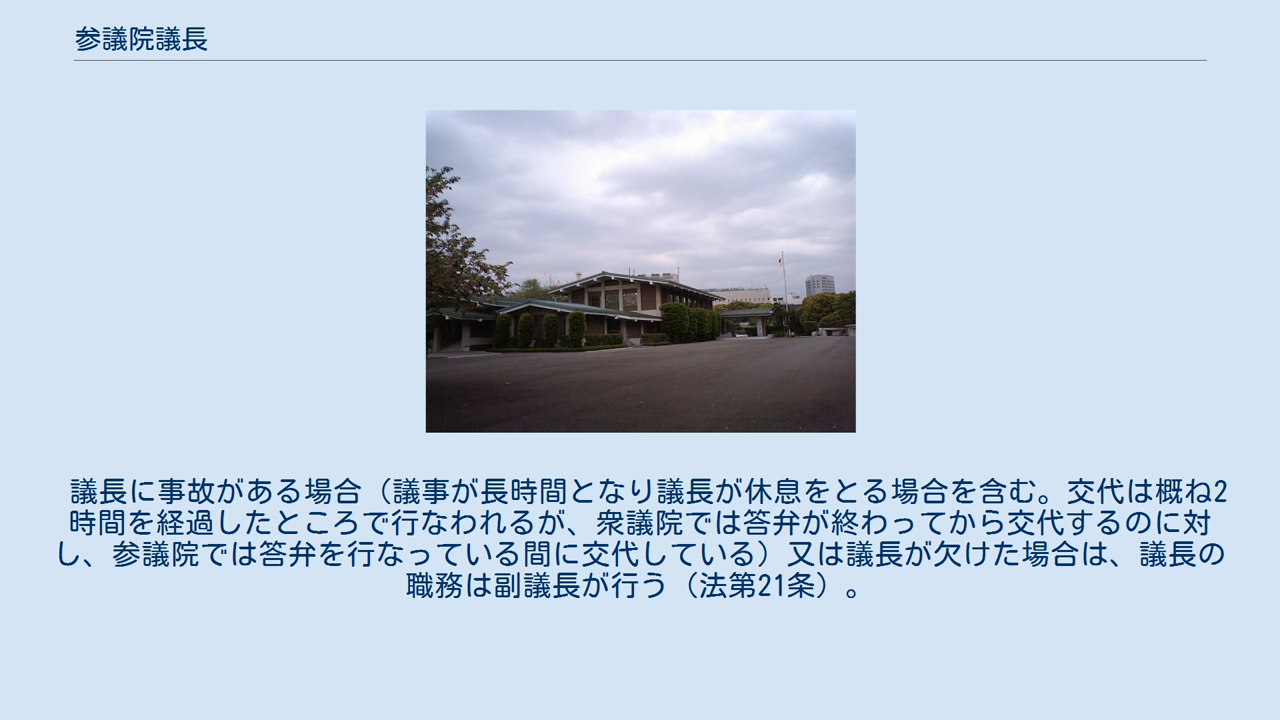 参議院議長
議長に事故がある場合（議事が長時間となり議長が休息をとる場合を含む。交代は概ね2
時間を経過したところで行なわれるが、衆議院では答弁が終わってから交代するのに対
し、参議院では答弁を行なっている間に交代している）又は議長が欠けた場合は、議長の
職務は副議長が行う（法第21条）。